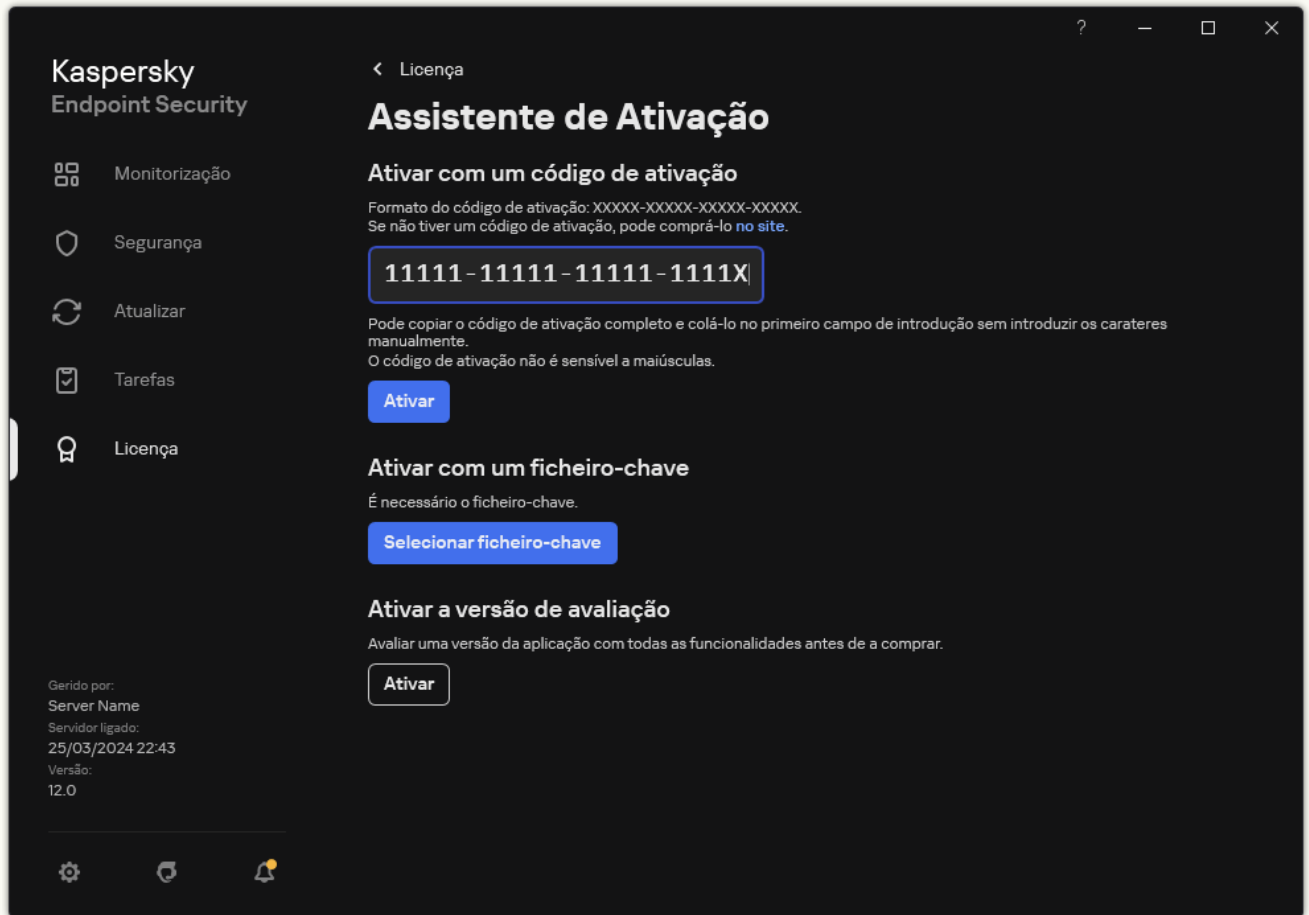 Kaspersky
Endpoint Security
Monitorização
Segurança
Atualizar
Tarefas
Licença
Gerido por:
Server Name
Servidor ligado:
25/03/2024 22:43
Versão:
12.0
?
Licença
Assistente de Ativação
Ativar com um código de ativação
Formato do código de ativação: XXXXX-XXXXX-XXXXX-XXXXX.
Se não tiver um código de ativação, pode comprá-lo no site.
11111-11111-11111-1111X
Pode copiar o código de ativação completo e colá-lo no primeiro campo de introdução sem introduzir os carateres
manualmente.
O código de ativação não é sensível a maiúsculas.
Ativar
Ativar com um ficheiro-chave
É necessário o ficheiro-chave.
Selecionar ficheiro-chave
Ativar a versão de avaliação
Avaliar uma versão da aplicação com todas as funcionalidades antes de a comprar.
Ativar